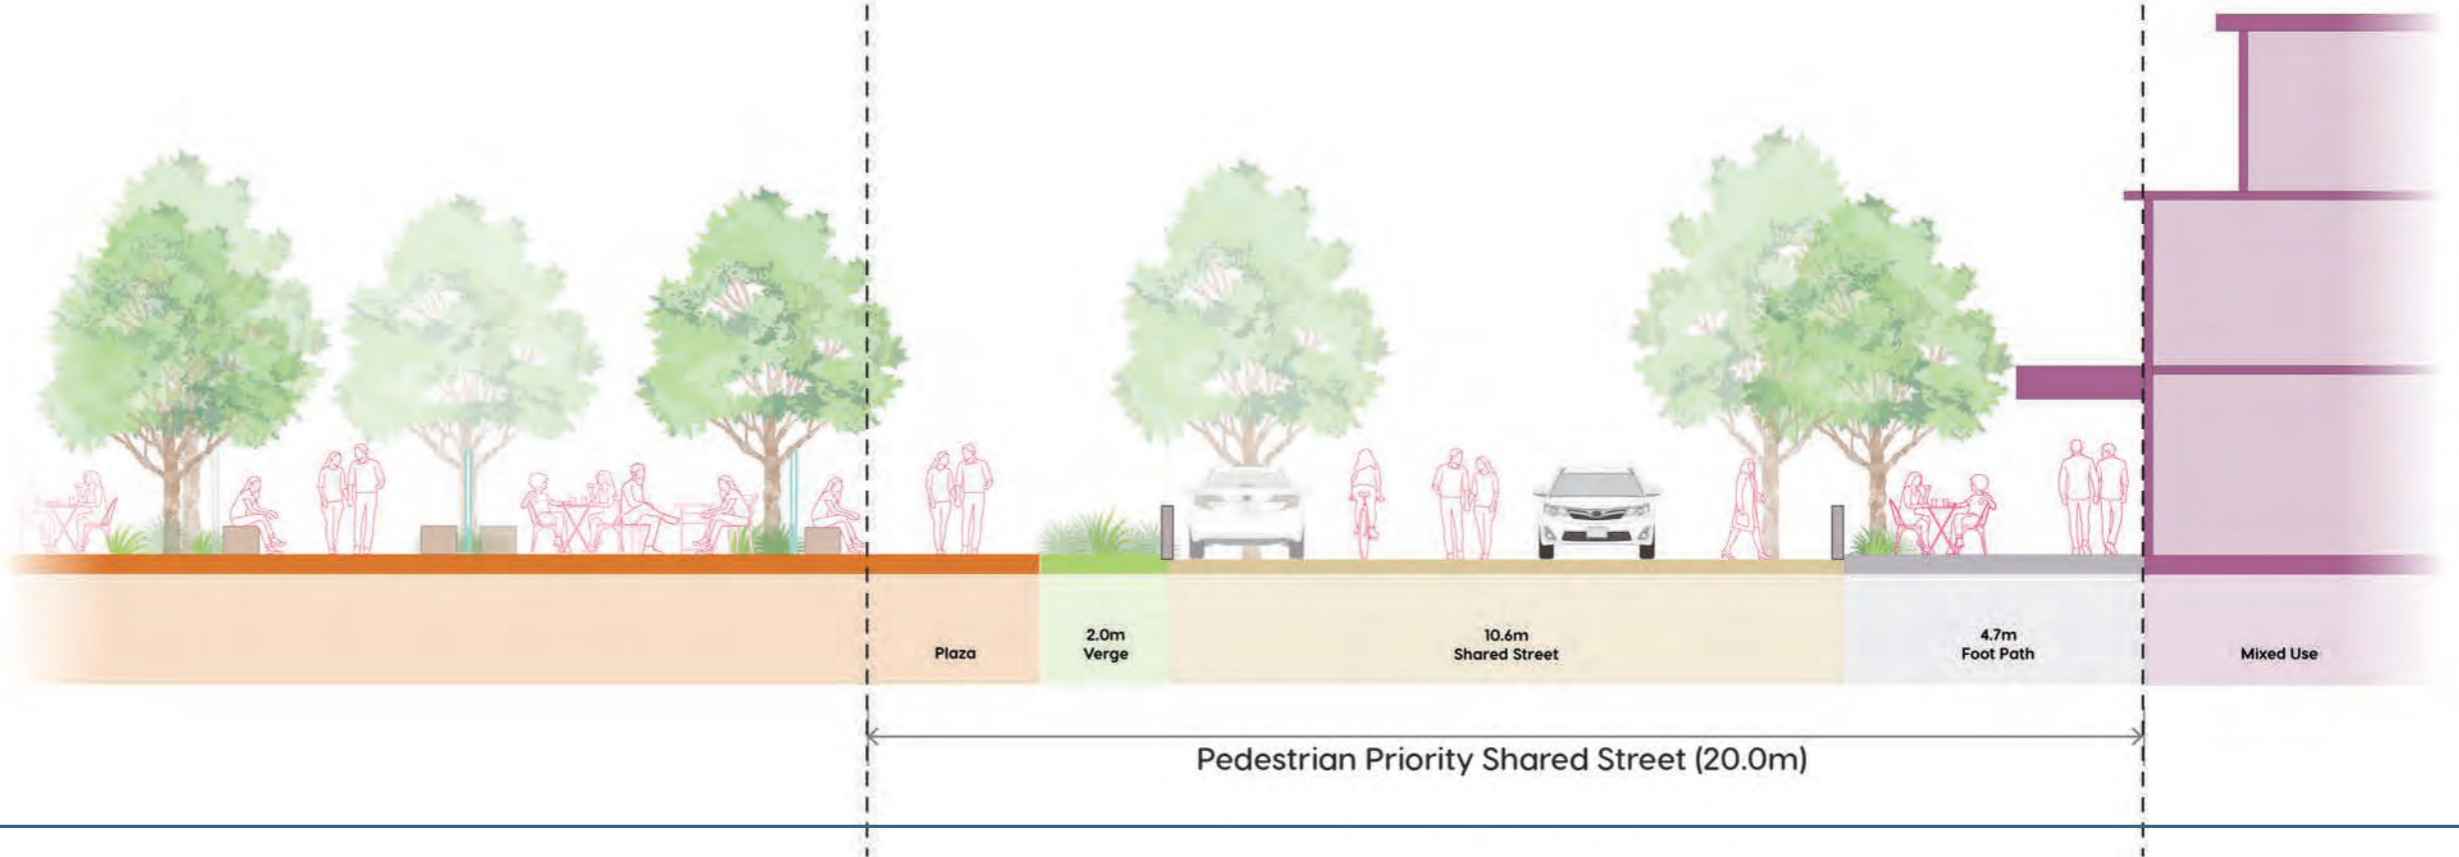 Plaza
2.0m
Verge
10.6m
Shared Street
4.7m
Foot Path
Mixed Use
Pedestrian Priority Shared Street (20.0m)